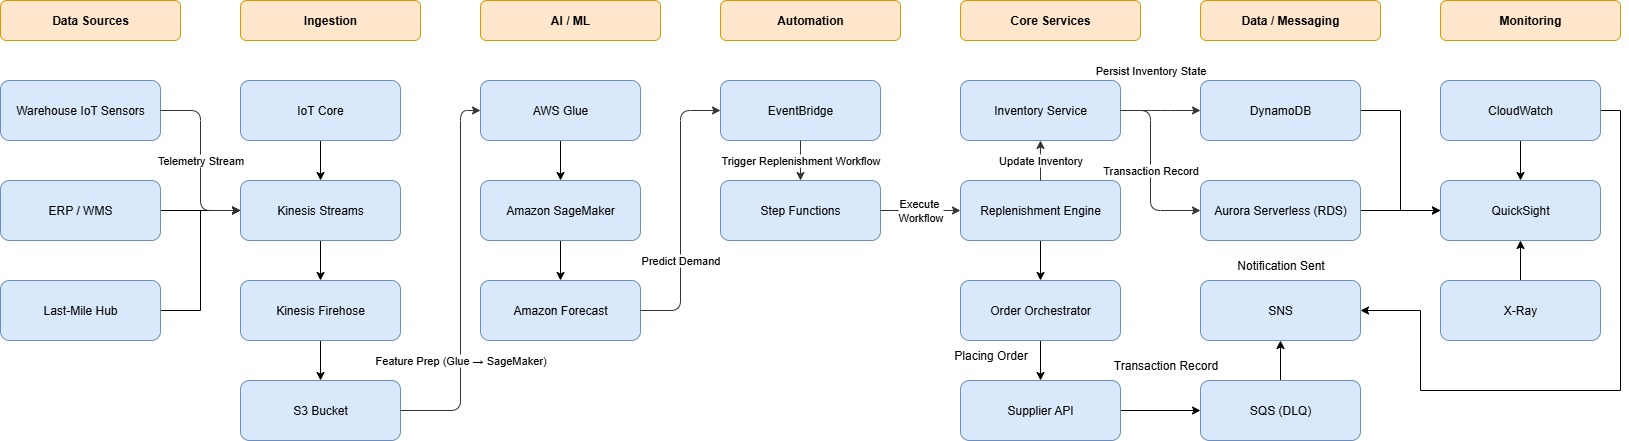 Data Sources
Ingestion
AI / ML
Automation
Core Services
Data / Messaging
Monitoring
Persist Inventory State
Warehouse IoT Sensors
IoT Core
AWS Glue
EventBridge
Inventory Service
DynamoDB
CloudWatch
Telemetry Stream
Trigger Replenishment Workflow
Update Inventory
Transaction Record
ERP / WMS
Kinesis Streams
Amazon SageMaker
Step Functions
Execute
Workflow
Replenishment Engine
Aurora Serverless (RDS)
QuickSight
Predict Demand
Notification Sent
Last-Mile Hub
Kinesis Firehose
Amazon Forecast
Order Orchestrator
SNS
X-Ray
Feature Prep (Glue → SageMaker)
Placing Order
Transaction Record
S3 Bucket
Supplier API
SQS (DLQ)